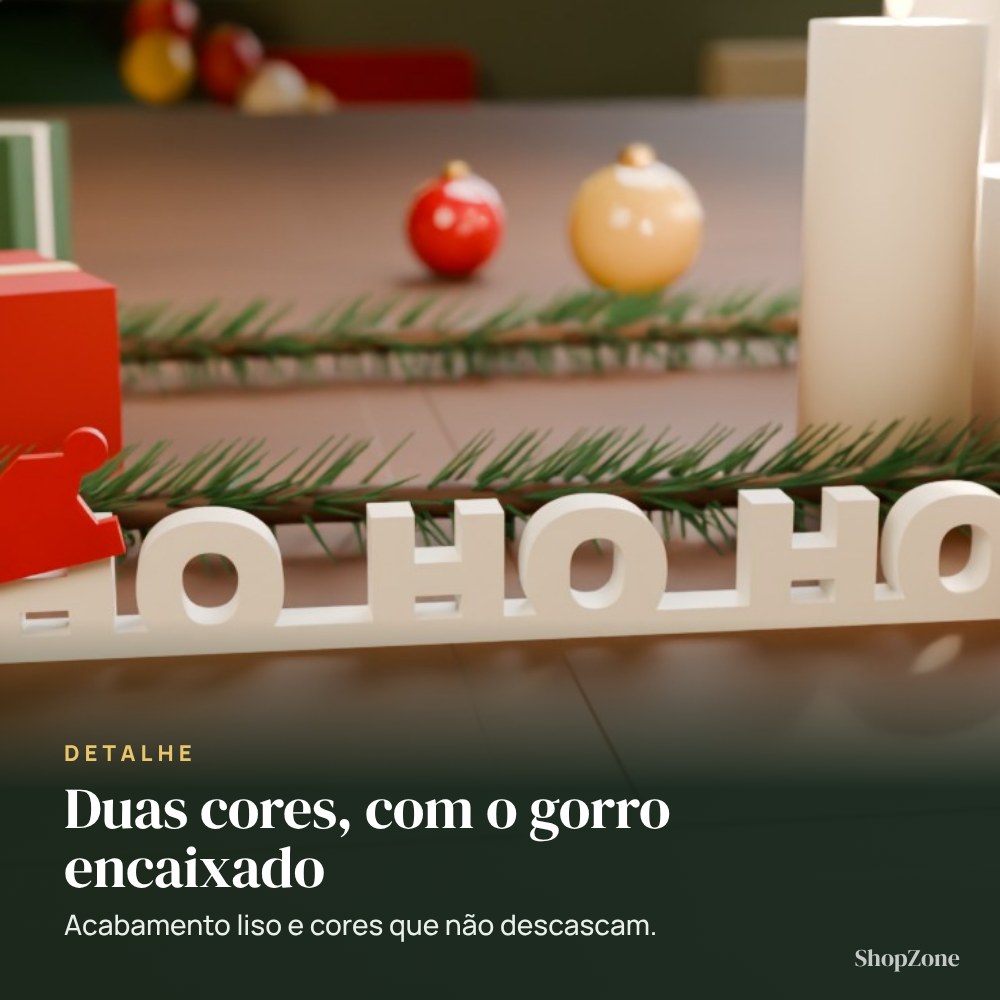 HO HO HO
DETALHE
Duas cores, com o gorro
encaixado
Acabamento liso e cores que não descascam.
ShopZone